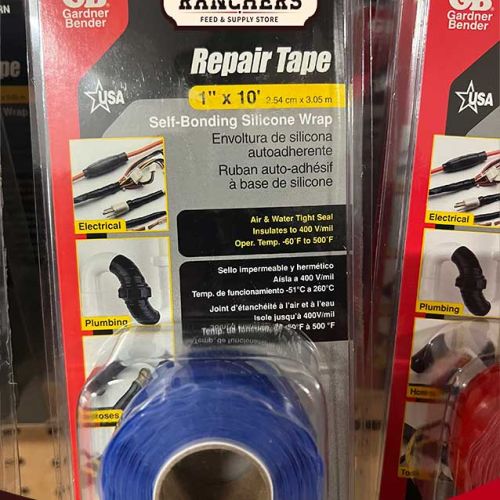 RANCHERS
FEED & SUPPLY STORE
GB
Gardner
Bender
Repair Tape
1" x 10' 2.54 cm x 3.05 m
Self-Bonding Silicone Wrap
Envoltura de silicona
autoadherente
Ruban auto-adhésif
à base de silicone
USA
Electrical
Air & Water Tight Seal
Insulates to 400 V/mil
Oper. Temp. -60°F to 500°F
Sello impermeable y hermético
Aísla a 400 V/mil
Temp. de funcionamiento -51°C a 260°C
Joint d'étanchéité à l'air et à l'eau
Isole jusqu'à 400V/mil
Plumbing
GB
Gardner
Bender
USA
Electrical
Plumbing